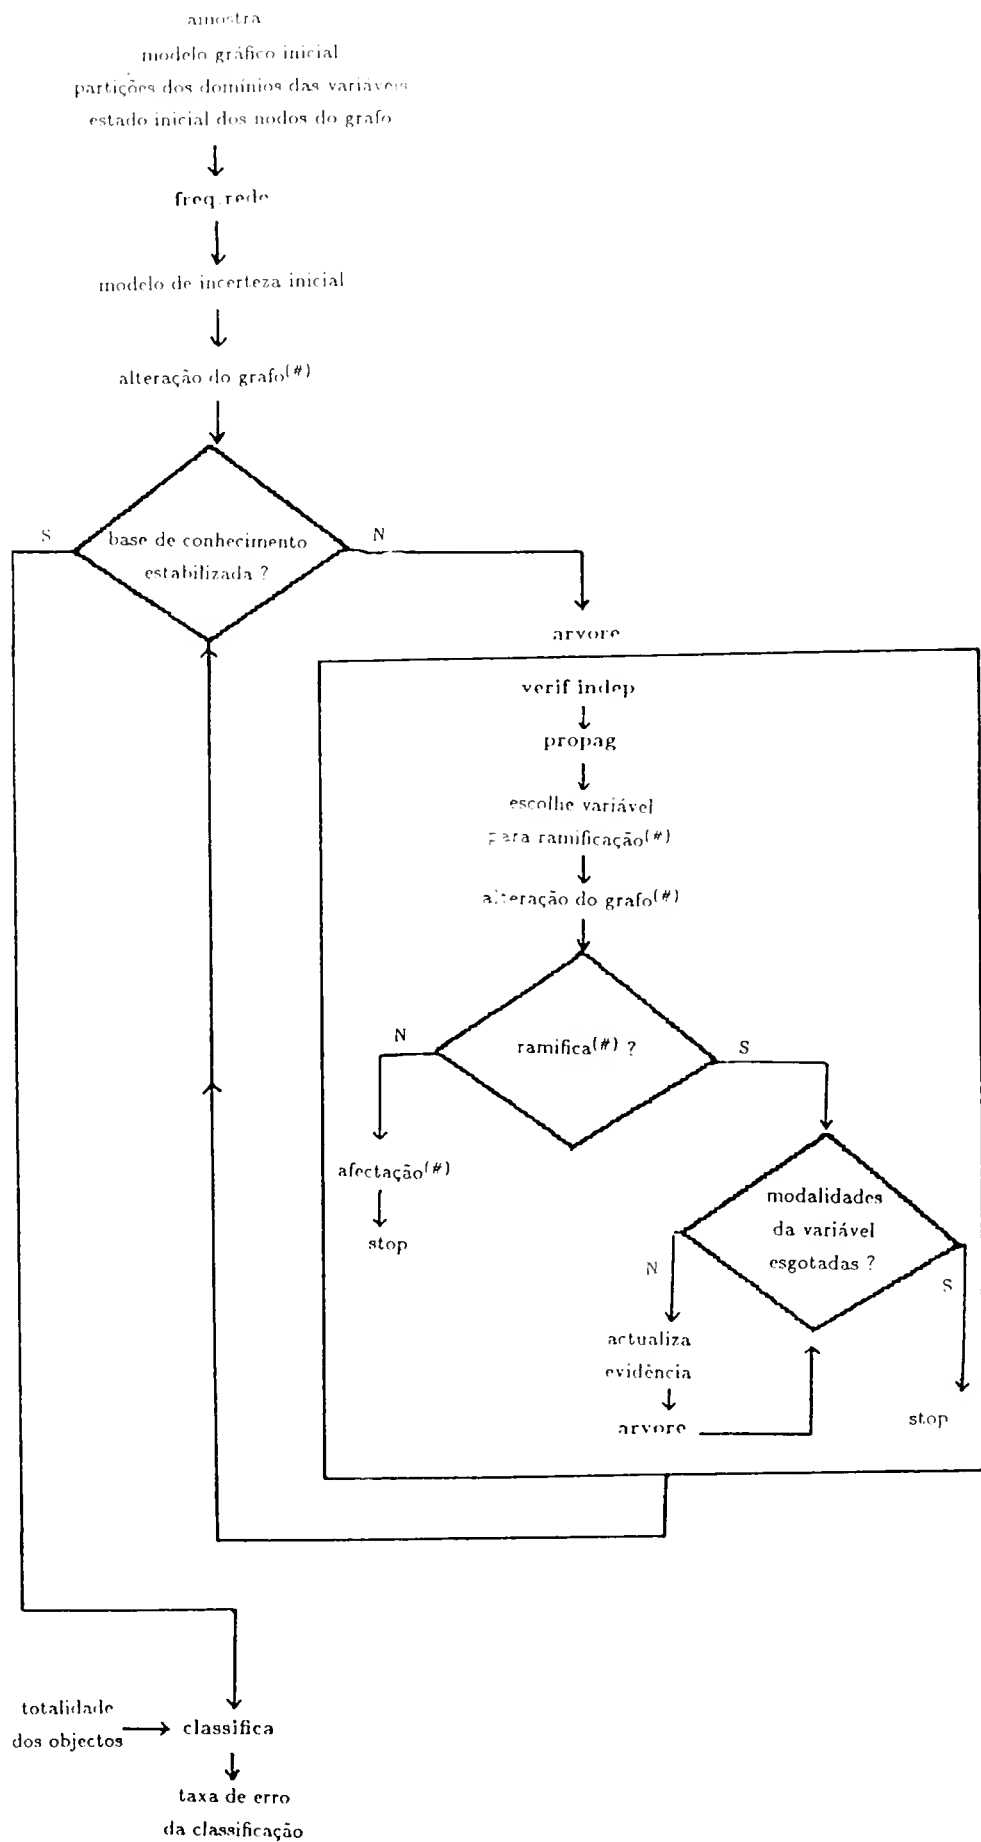 amostra
modelo gráfico inicial
partições dos domínios das variáveis
estado inicial dos nodos do grafo
freq.rede
modelo de incerteza inicial
alteração do grafo(#)
S
N
base de conhecimento
estabilizada ?
arvore
verif indep
propag
escolhe variável
para ramificação(#)
alteração do grafo(#)
N
ramifica(#) ?
S
afectação(#)
stop
modalidades
da variável
esgotadas ?
N
S
actualiza
evidência
arvore
stop
totalidade
dos objectos
classifica
taxa de erro
da classificação